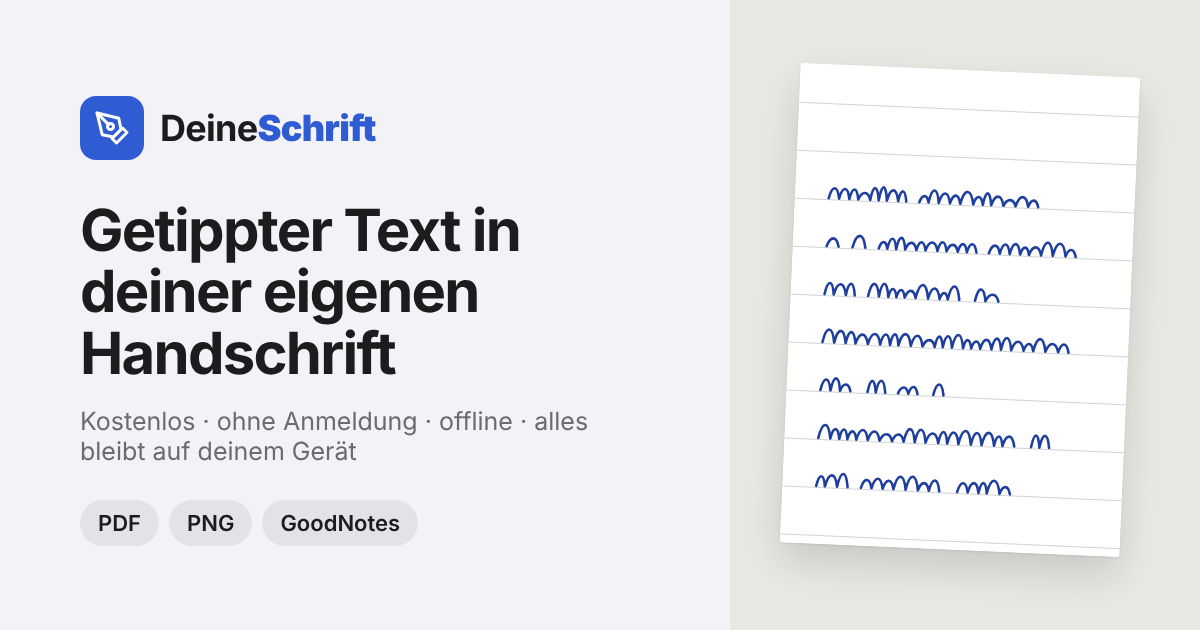 DeineSchrift
Getippter Text in
deiner eigenen
Handschrift
Kostenlos · ohne Anmeldung · offline · alles
bleibt auf deinem Gerät
PDF PNG GoodNotes